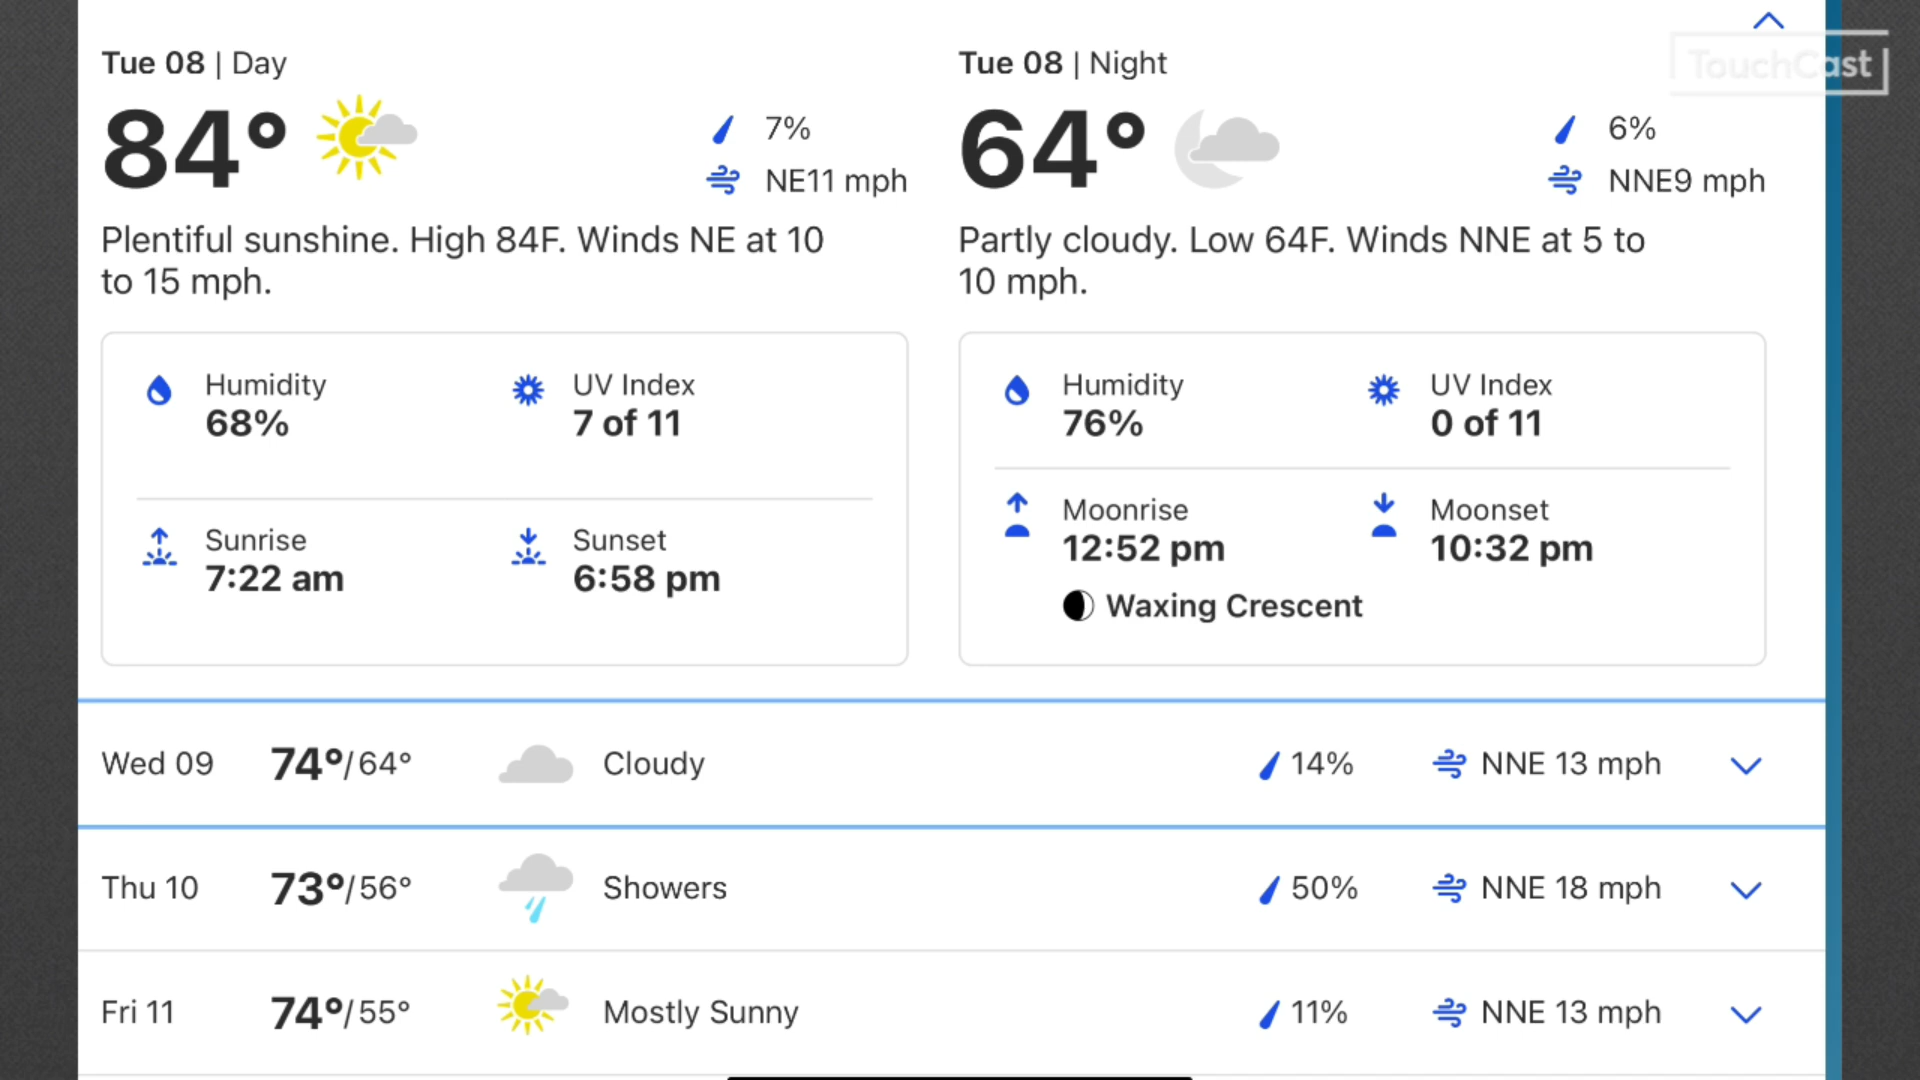 Tue 08 | Day
84°
7%
NE11 mph
Plentiful sunshine. High 84F. Winds NE at 10
to 15 mph.
Humidity
68%
UV Index
7 of 11
Sunrise
7:22 am
Sunset
6:58 pm
Tue 08 | Night
64°
6%
NNE9 mph
Partly cloudy. Low 64F. Winds NNE at 5 to
10 mph.
Humidity
76%
UV Index
0 of 11
Moonrise
12:52 pm
Moonset
10:32 pm
Waxing Crescent
TouchCast
Wed 09 74°/64° Cloudy 14% NNE 13 mph
Thu 10 73°/56° Showers 50% NNE 18 mph
Fri 11 74°/55° Mostly Sunny 11% NNE 13 mph